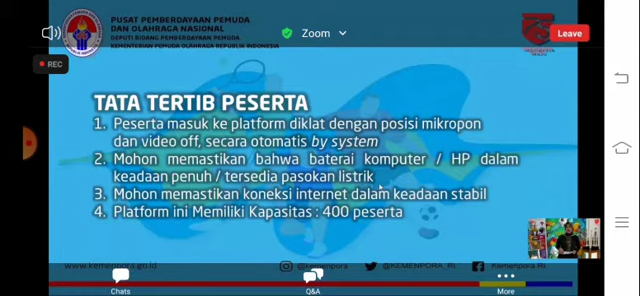 PUSAT PEMBERDAYAAN PEMUDA
DAN OLAHRAGA NASIONAL
DEPUTI BIDANG PEMBERDAYAAN PEMUDA
KEMENTERIAN PEMUDA OLAHRAGA REPUBLIK INDONESIA
Zoom
Leave
REC
TATA TERTIB PESERTA
1. Peserta masuk ke platform diklat dengan posisi mikropon
dan video off, secara otomatis by system
2. Mohon memastikan bahwa baterai komputer / HP dalam
keadaan penuh / tersedia pasokan listrik
3. Mohon memastikan koneksi internet dalam keadaan stabil
4. Platform ini Memiliki Kapasitas : 400 peserta
www.kemenpora.go.id
@kemenpora
@KEMENPORA_RI
Kemenpora RI
Chats
Q&A
More